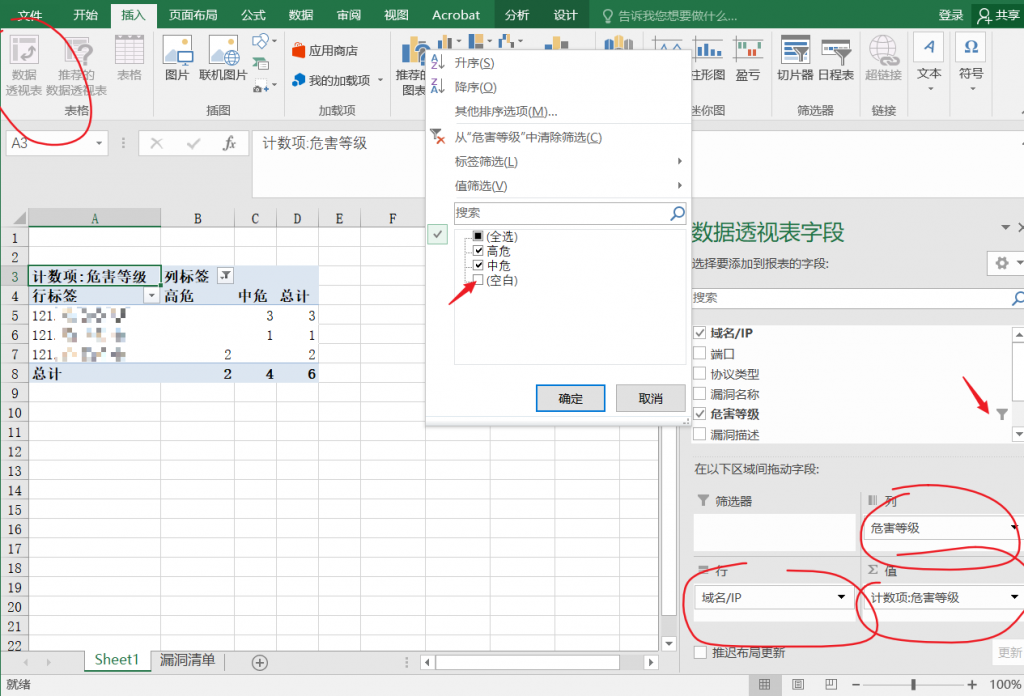 文件 开始 插入 页面布局 公式 数据 审阅 视图 Acrobat 分析 设计 告诉我您想要做什么... 登录 共享
数据
透视表
推荐的
数据透视表
表格
表格
图片 联机图片
插图
应用商店
我的加载项
加载项
推荐的
图表
柱形图 盈亏
迷你图
切片器 日程表
筛选器
超链接
链接
A
文本
Ω
符号
A3 fx 计数项:危害等级
升序(S)
降序(O)
其他排序选项(M)...
从"危害等级"中清除筛选(C)
标签筛选(L)
值筛选(V)
搜索
(全选)
高危
中危
(空白)
确定 取消
A B C D E F
1
2
3 计数项:危害等级 列标签
4 行标签 高危 中危 总计
5 121. 3 3
6 121. 1 1
7 121. 2 2
8 总计 2 4 6
9
10
11
12
13
14
15
16
17
18
19
20
21
22
数据透视表字段
选择要添加到报表的字段:
搜索
域名/IP
端口
协议类型
漏洞名称
危害等级
漏洞描述
在以下区域间拖动字段:
筛选器 列
危害等级
行 Σ 值
域名/IP 计数项:危害等级
推迟布局更新 更新
Sheet1 漏洞清单
就绪 100%